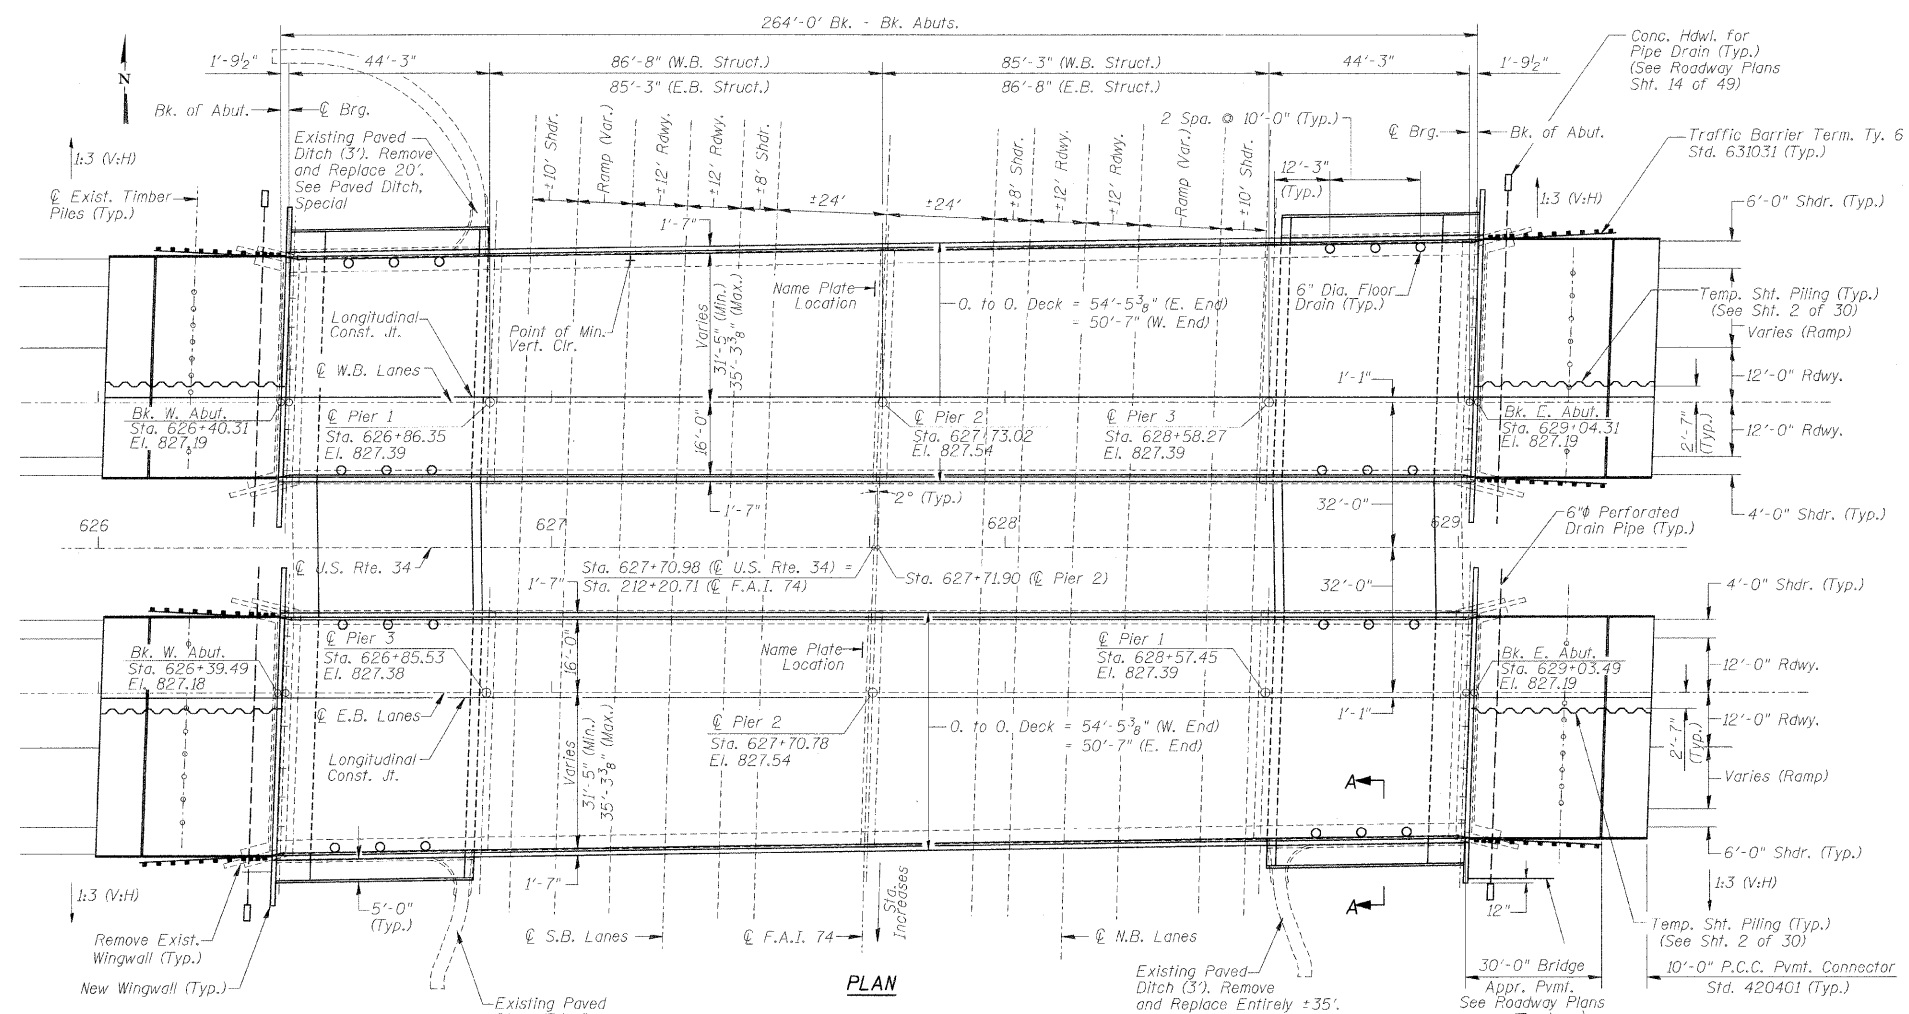 264'-0' Bk. - Bk. Abuts.
1'-9½"
44'-3"
86'-8" (W.B. Struct.)
85'-3" (E.B. Struct.)
85'-3" (W.B. Struct.)
86'-8" (E.B. Struct.)
44'-3"
1'-9½"
Conc. Hdwl. for
Pipe Drain (Typ.)
(See Roadway Plans
Sht. 14 of 49)
N
Bk. of Abut.
℄ Brg.
Existing Paved
Ditch (3'). Remove
and Replace 20'.
See Paved Ditch,
Special
±10' Shdr.
Ramp (Var.)
±12' Rdwy.
±12' Rdwy.
±8' Shdr.
±24'
±24'
±8' Shdr.
±12' Rdwy.
±12' Rdwy.
Ramp (Var.)
±10' Shdr.
2 Spa. @ 10'-0" (Typ.)
12'-3"
(Typ.)
℄ Brg.
Bk. of Abut.
Traffic Barrier Term. Ty. 6
Std. 631031 (Typ.)
1:3 (V:H)
℄ Exist. Timber
Piles (Typ.)
1:3 (V:H)
6'-0" Shdr. (Typ.)
1'-7"
Name Plate
Location
O. to O. Deck = 54'-5⅜" (E. End)
= 50'-7" (W. End)
6" Dia. Floor
Drain (Typ.)
Temp. Sht. Piling (Typ.)
(See Sht. 2 of 30)
Varies (Ramp)
Longitudinal
Const. Jt.
Point of Min.
Vert. Clr.
Varies
31'-5" (Min.)
35'-3⅜" (Max.)
℄ W.B. Lanes
1'-1"
12'-0" Rdwy.
Bk. W. Abut.
Sta. 626+40.31
El. 827.19
℄ Pier 1
Sta. 626+86.35
El. 827.39
16'-0"
℄ Pier 2
Sta. 627+73.02
El. 827.54
℄ Pier 3
Sta. 628+58.27
El. 827.39
Bk. E. Abut.
Sta. 629+04.31
El. 827.19
2'-7"
(Typ.)
12'-0" Rdwy.
2° (Typ.)
1'-7"
32'-0"
6"ϕ Perforated
Drain Pipe (Typ.)
4'-0" Shdr. (Typ.)
626
627
628
629
℄ U.S. Rte. 34
Sta. 627+70.98 (℄ U.S. Rte. 34) =
Sta. 212+20.71 (℄ F.A.I. 74)
Sta. 627+71.90 (℄ Pier 2)
1'-7"
32'-0"
4'-0" Shdr. (Typ.)
Bk. W. Abut.
Sta. 626+39.49
El. 827.18
℄ Pier 3
Sta. 626+85.53
El. 827.38
16'-0"
Name Plate
Location
℄ Pier 1
Sta. 628+57.45
El. 827.39
Bk. E. Abut.
Sta. 629+03.49
El. 827.19
12'-0" Rdwy.
℄ E.B. Lanes
℄ Pier 2
Sta. 627+70.78
El. 827.54
1'-1"
12'-0" Rdwy.
2'-7"
(Typ.)
Longitudinal
Const. Jt.
Varies
31'-5" (Min.)
35'-3⅜" (Max.)
O. to O. Deck = 54'-5⅜" (W. End)
= 50'-7" (E. End)
A
Varies (Ramp)
6'-0" Shdr. (Typ.)
1:3 (V:H)
5'-0"
(Typ.)
1'-7"
Sta.
Increases
A
12"
1:3 (V:H)
Remove Exist.
Wingwall (Typ.)
℄ S.B. Lanes
℄ F.A.I. 74
℄ N.B. Lanes
Temp. Sht. Piling (Typ.)
(See Sht. 2 of 30)
New Wingwall (Typ.)
Existing Paved
PLAN
Existing Paved
Ditch (3'). Remove
and Replace Entirely ±35'.
30'-0" Bridge
Appr. Pvmt.
See Roadway Plans
10'-0" P.C.C. Pvmt. Connector
Std. 420401 (Typ.)